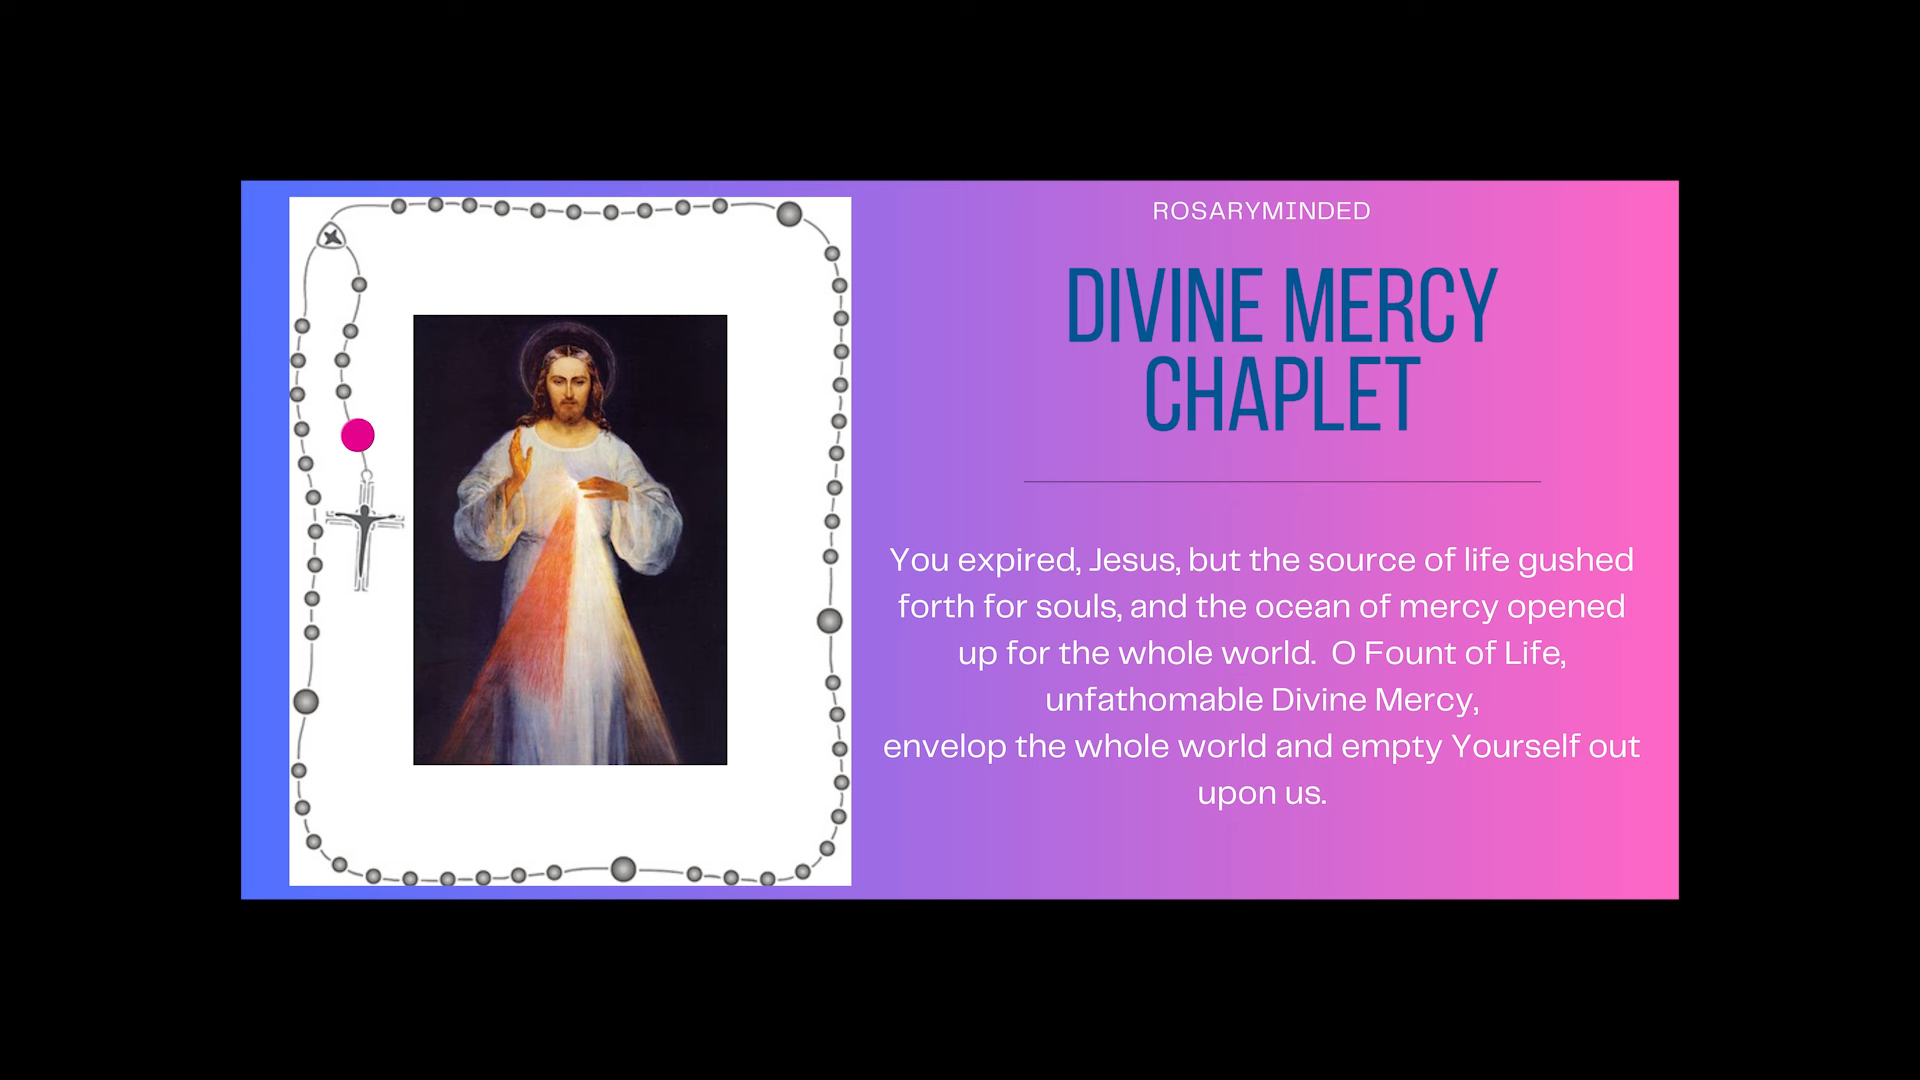 ROSARYMINDED
DIVINE MERCY
CHAPLET
You expired, Jesus, but the source of life gushed
forth for souls, and the ocean of mercy opened
up for the whole world.  O Fount of Life,
unfathomable Divine Mercy,
envelop the whole world and empty Yourself out
upon us.